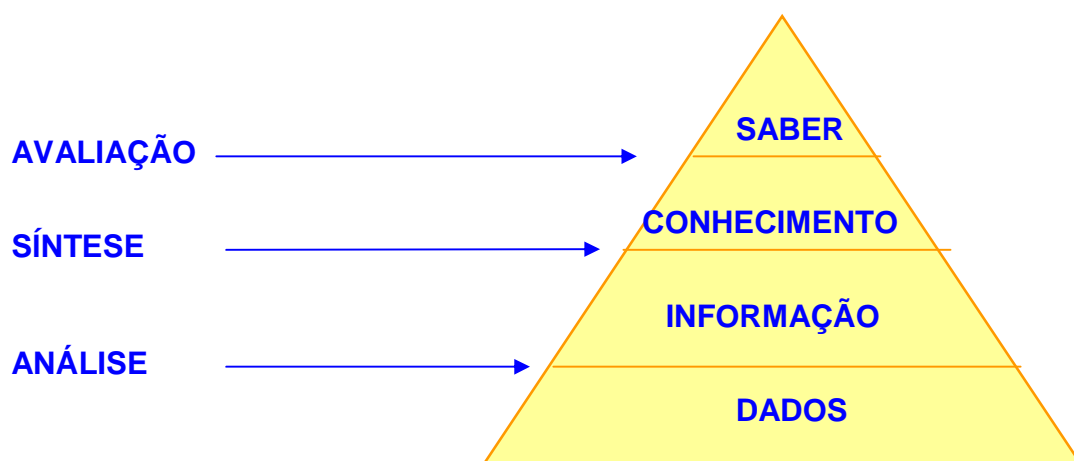 SABER
AVALIAÇÃO
CONHECIMENTO
SÍNTESE
INFORMAÇÃO
ANÁLISE
DADOS